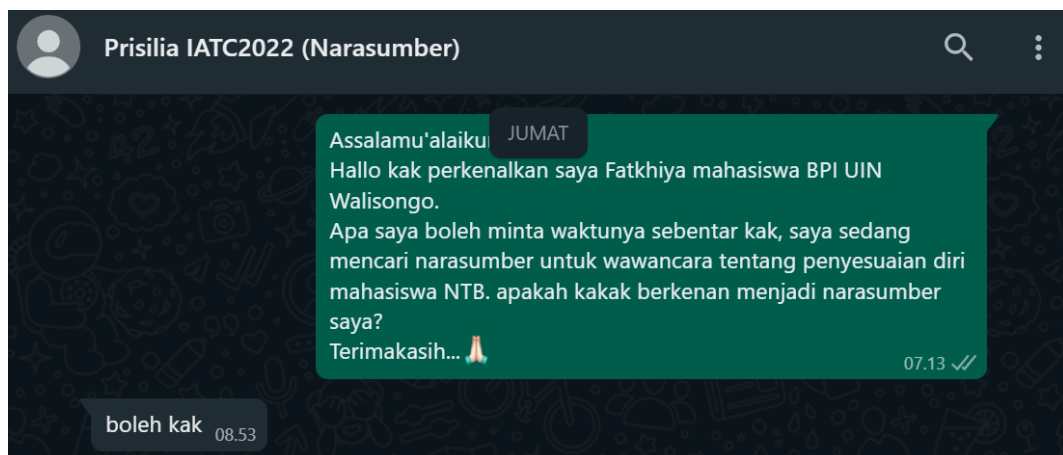 Prisilia IATC2022 (Narasumber)
JUMAT
Hallo kak perkenalkan saya Fatkhiya mahasiswa BPI UIN
Walisongo.
Apa saya boleh minta waktunya sebentar kak, saya sedang
mencari narasumber untuk wawancara tentang penyesuaian diri
mahasiswa NTB. apakah kakak berkenan menjadi narasumber
saya?
Terimakasih...🙏🏻
07.13
boleh kak 08.53